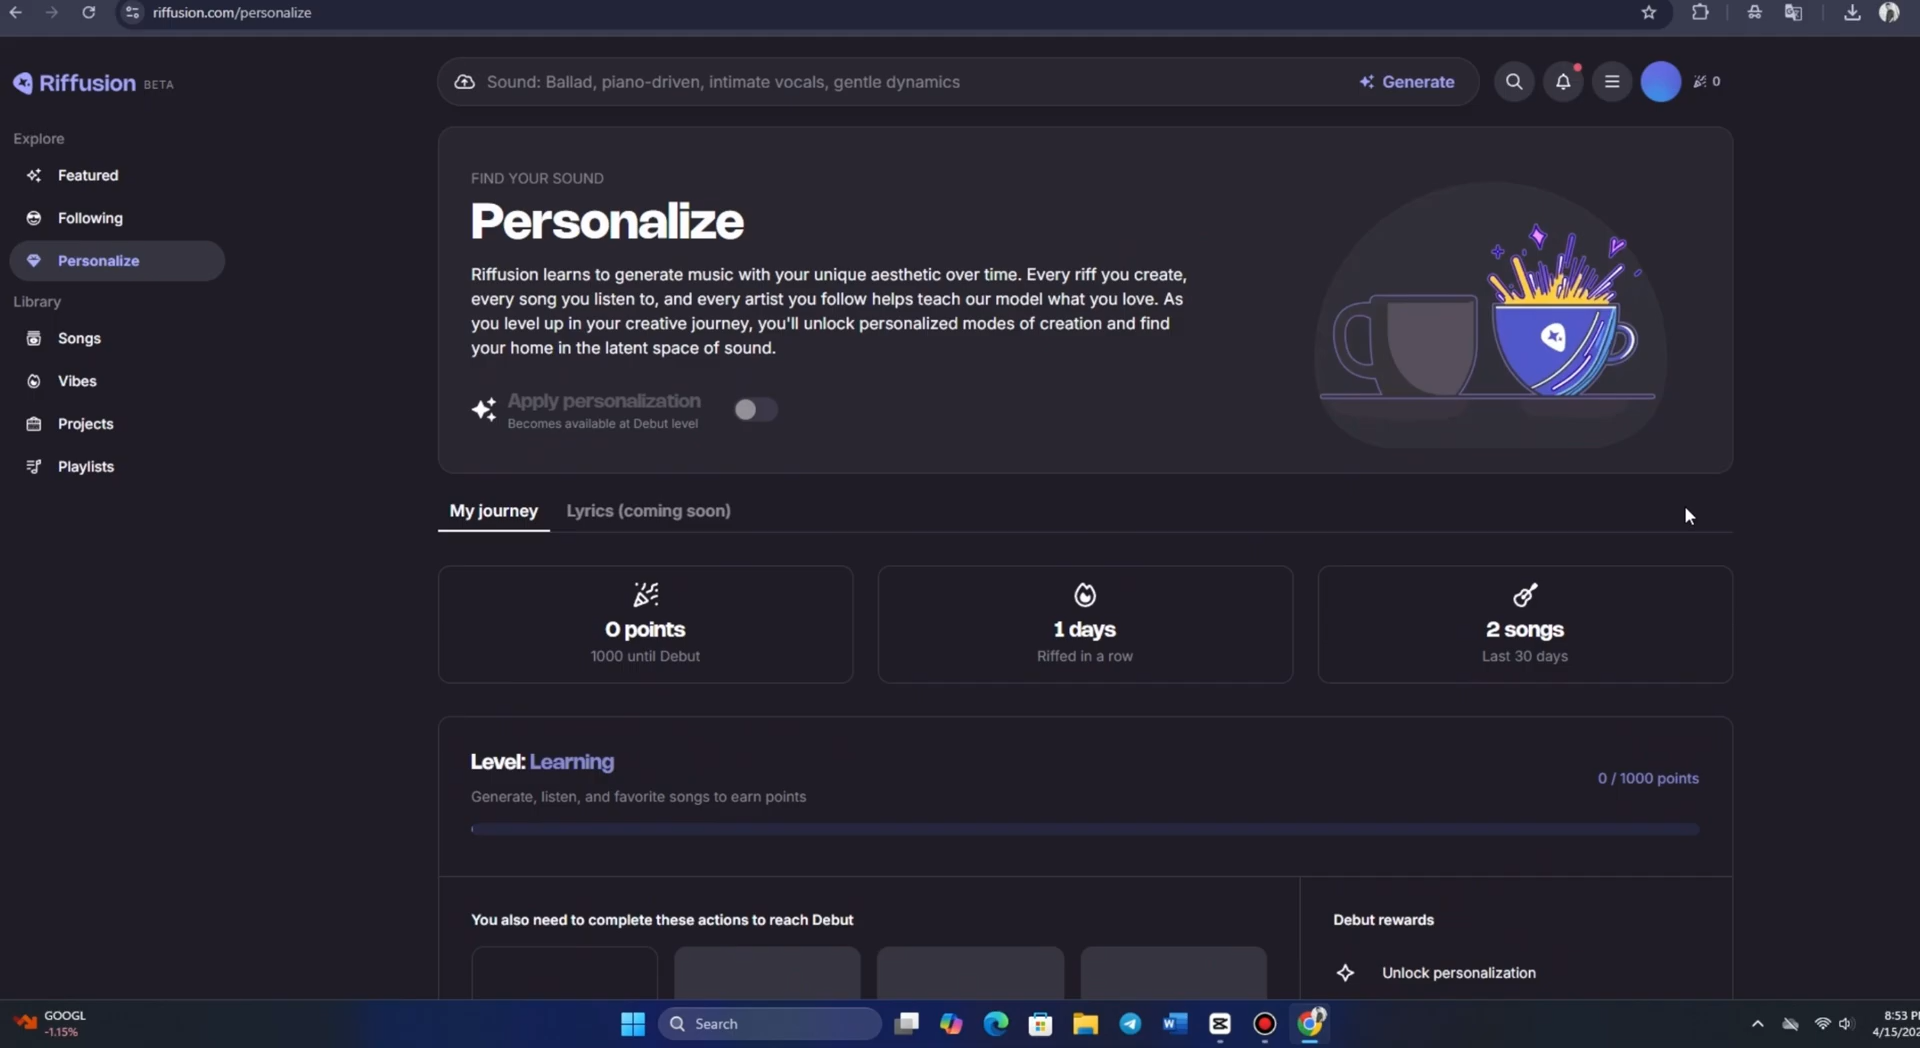 riffusion.com/personalize
Riffusion BETA
Sound: Ballad, piano-driven, intimate vocals, gentle dynamics
Generate
0
Explore
Featured
Following
Personalize
Library
Songs
Vibes
Projects
Playlists
FIND YOUR SOUND
Personalize
Riffusion learns to generate music with your unique aesthetic over time. Every riff you create,
every song you listen to, and every artist you follow helps teach our model what you love. As
you level up in your creative journey, you'll unlock personalized modes of creation and find
your home in the latent space of sound.
Apply personalization
Becomes available at Debut level
My journey Lyrics (coming soon)
0 points
1000 until Debut
1 days
Riffed in a row
2 songs
Last 30 days
Level: Learning
0 / 1000 points
Generate, listen, and favorite songs to earn points
You also need to complete these actions to reach Debut
Debut rewards
Unlock personalization
GOOGL
-1.15%
Search
8:53
4/15/202